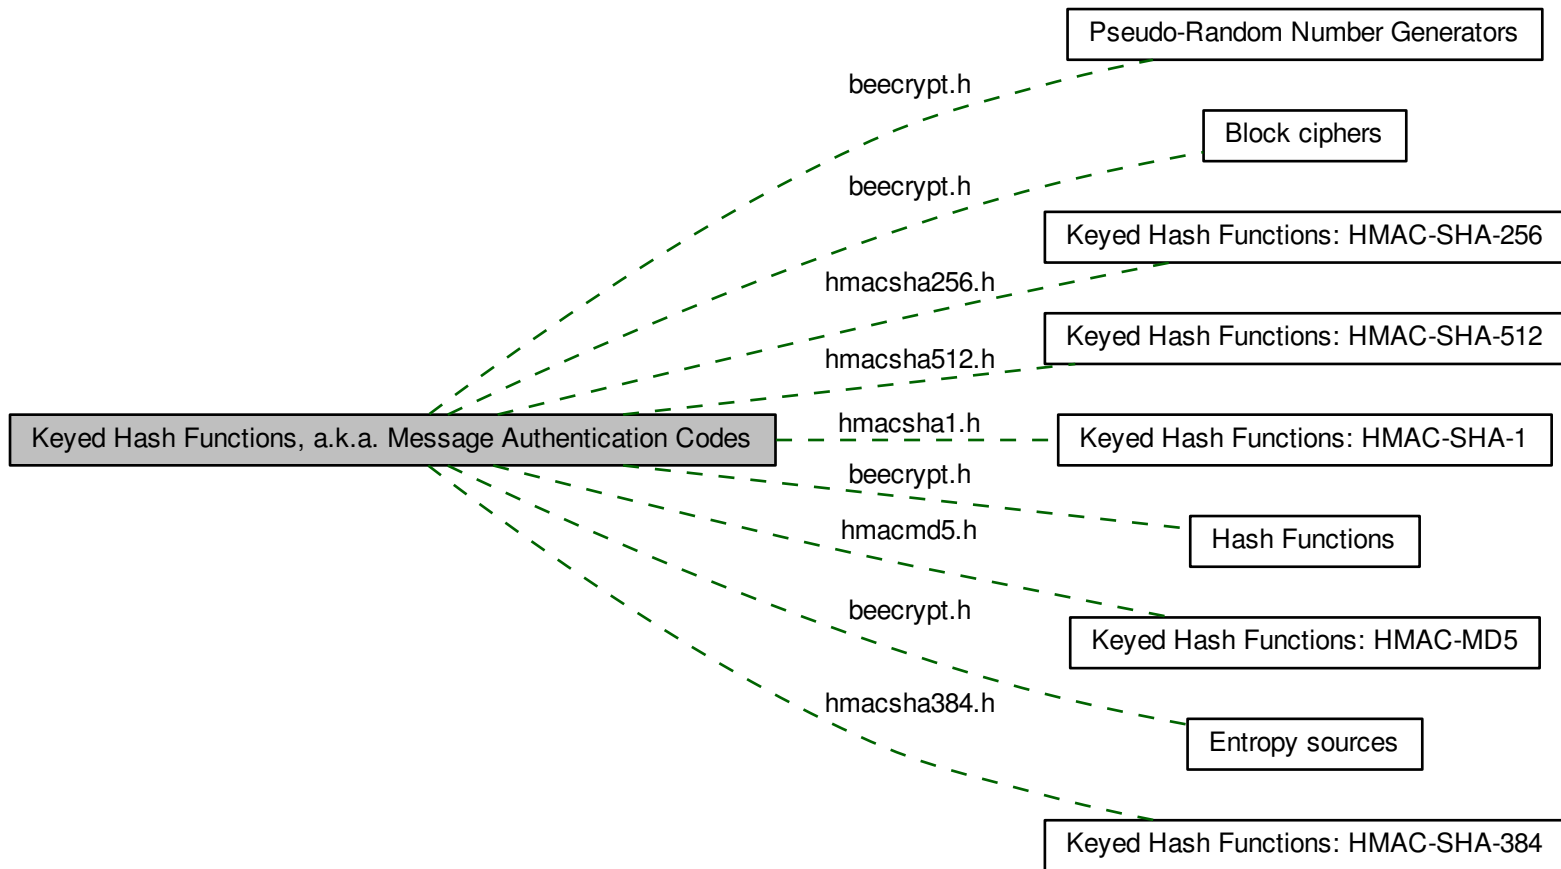 Pseudo-Random Number Generators
beecrypt.h
Block ciphers
beecrypt.h
Keyed Hash Functions: HMAC-SHA-256
hmacsha256.h
Keyed Hash Functions: HMAC-SHA-512
hmacsha512.h
Keyed Hash Functions, a.k.a. Message Authentication Codes
hmacsha1.h
Keyed Hash Functions: HMAC-SHA-1
beecrypt.h
Hash Functions
hmacmd5.h
beecrypt.h
Keyed Hash Functions: HMAC-MD5
hmacsha384.h
Entropy sources
Keyed Hash Functions: HMAC-SHA-384